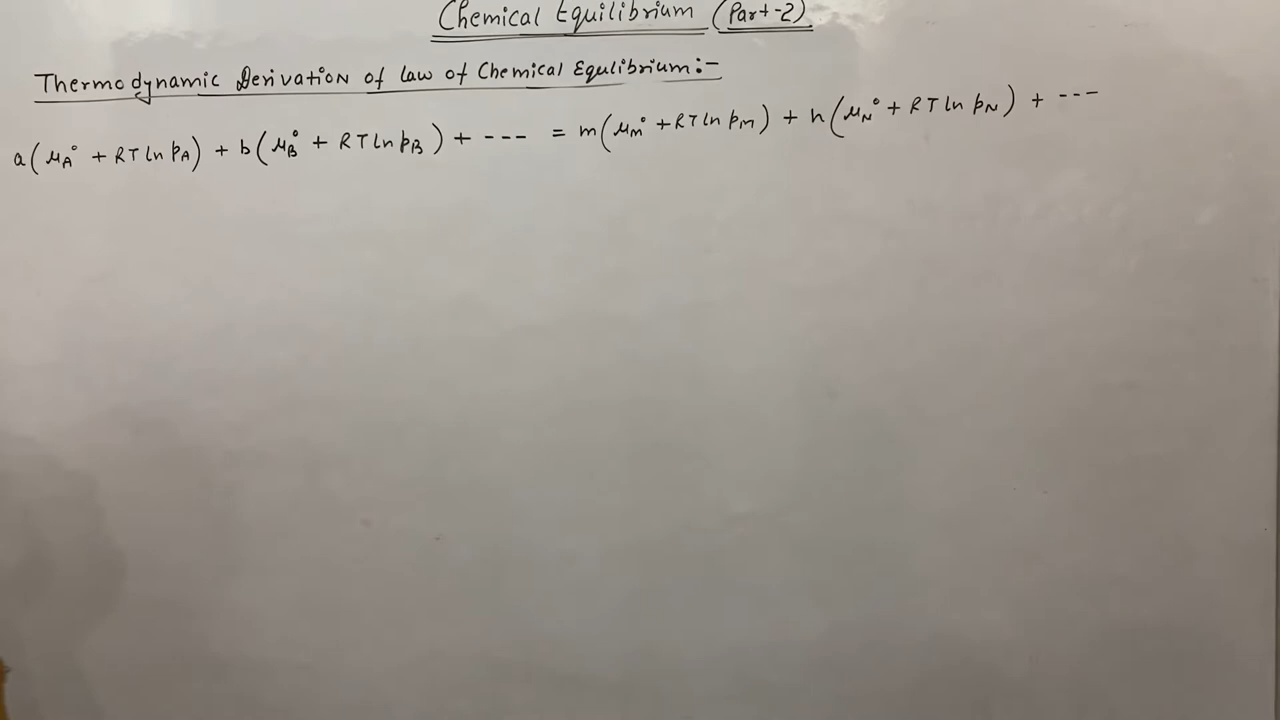 Chemical Equilibrium (Part-2)
Thermodynamic Derivation of law of Chemical Equlibrium:-
a(μA° + RT ln pA) + b(μB° + RT ln pB) + --- = m(μM° + RT ln pM) + n(μN° + RT ln pN) + ---